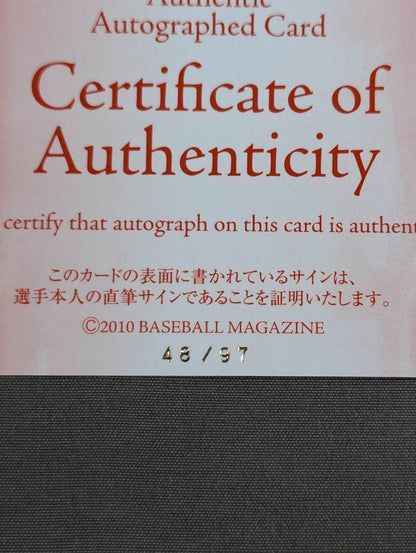 Authentic
Autographed Card
Certificate of
Authenticity
certify that autograph on this card is authent
このカードの表面に書かれているサインは、
選手本人の直筆サインであることを証明いたします。
©2010 BASEBALL MAGAZINE
48/97